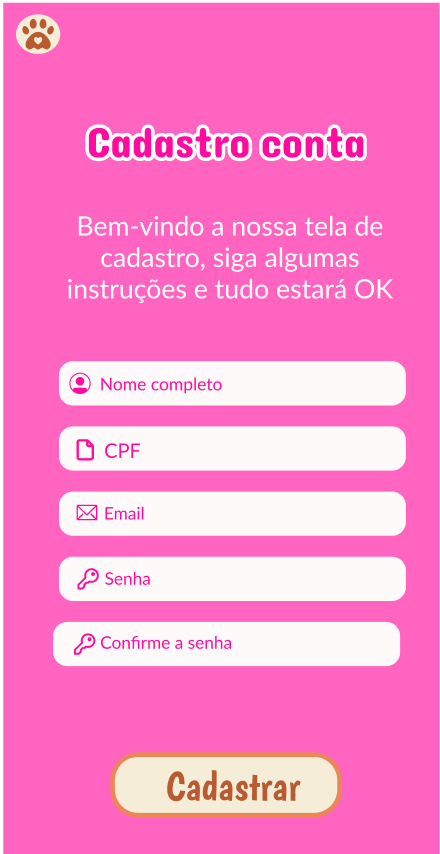 Cadastro conta
Bem-vindo a nossa tela de
cadastro, siga algumas
instruções e tudo estará OK
Nome completo
CPF
Email
Senha
Confirme a senha
Cadastrar